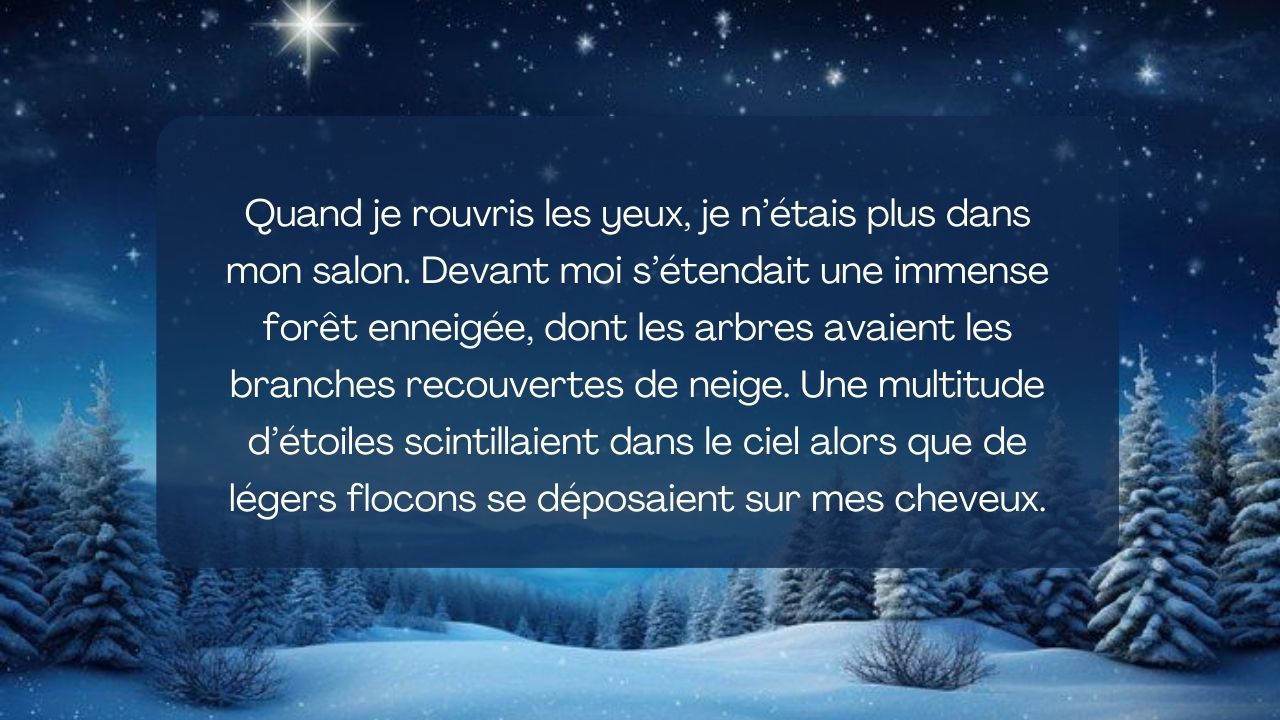 Quand je rouvris les yeux, je n’étais plus dans
mon salon. Devant moi s’étendait une immense
forêt enneigée, dont les arbres avaient les
branches recouvertes de neige. Une multitude
d’étoiles scintillaient dans le ciel alors que de
légers flocons se déposaient sur mes cheveux.